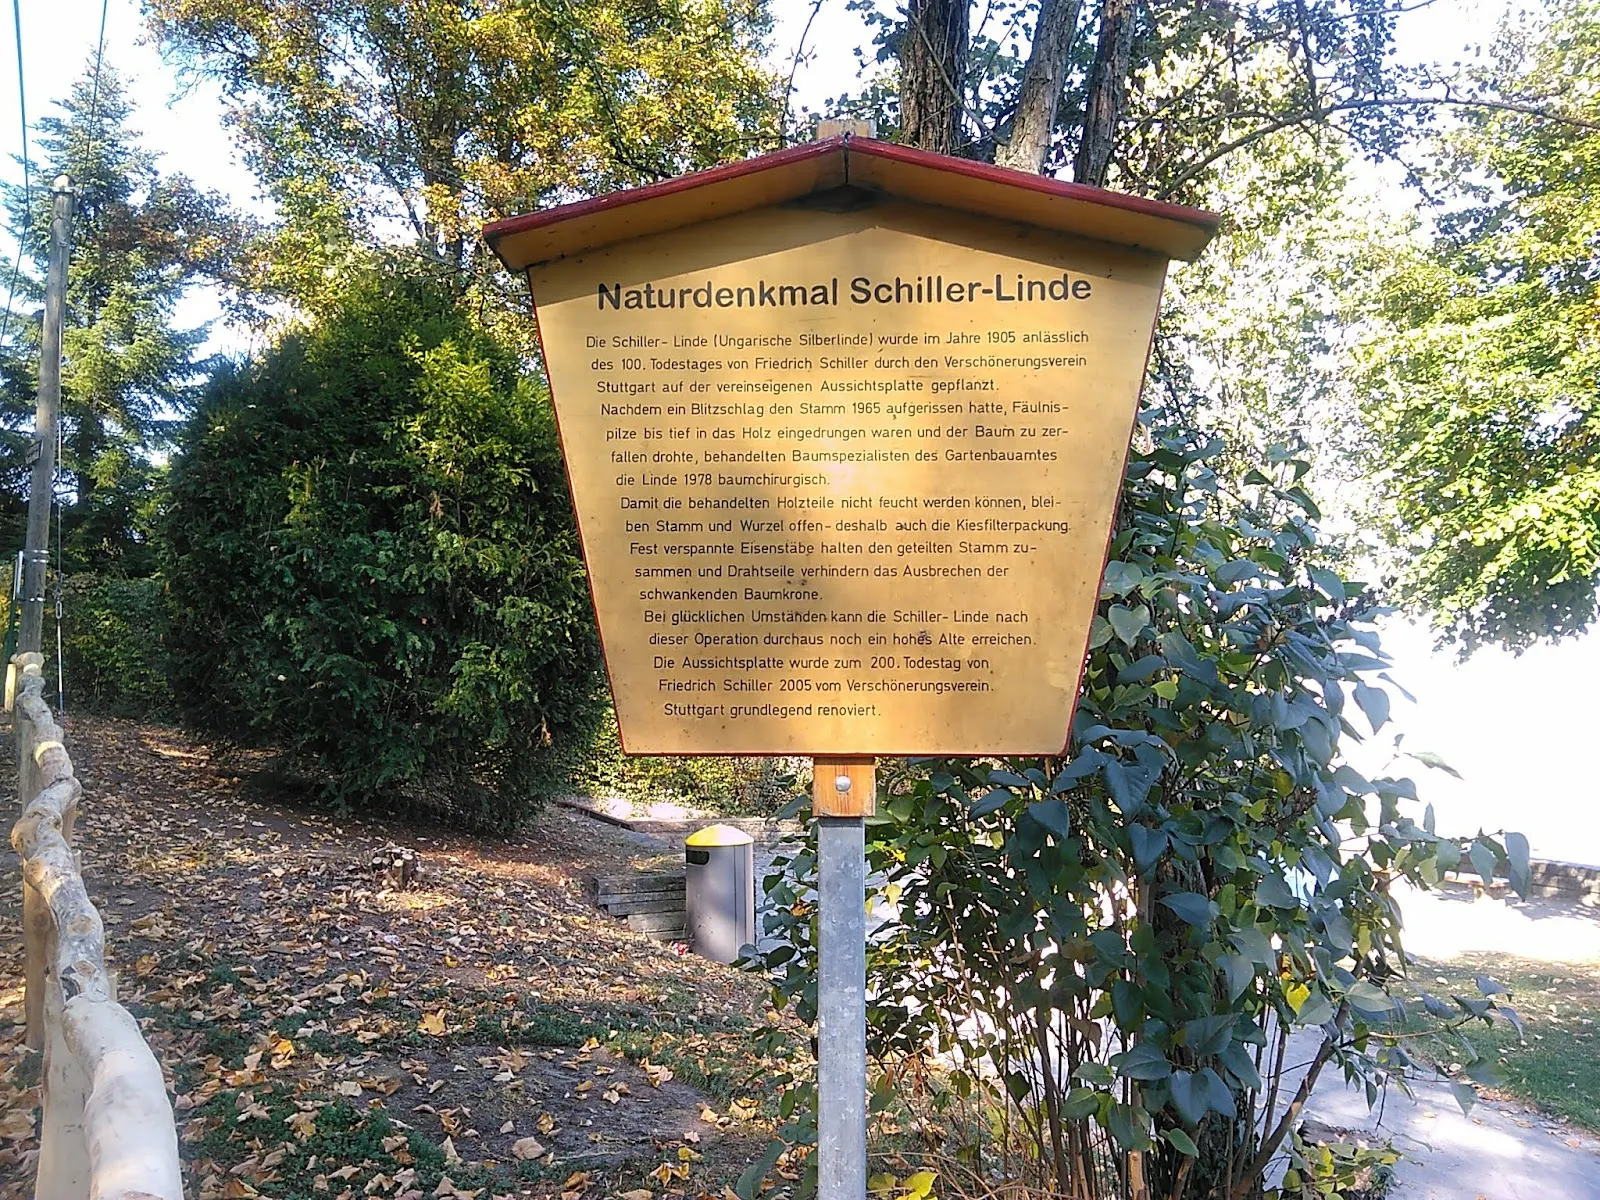 Naturdenkmal Schiller-Linde
Die Schiller- Linde (Ungarische Silberlinde) wurde im Jahre 1905 anlässlich
des 100. Todestages von Friedrich Schiller durch den Verschönerungsverein
Stuttgart auf der vereinseigenen Aussichtsplatte gepflanzt.
Nachdem ein Blitzschlag den Stamm 1965 aufgerissen hatte, Fäulnis-
pilze bis tief in das Holz eingedrungen waren und der Baum zu zer-
fallen drohte, behandelten Baumspezialisten des Gartenbauamtes
die Linde 1978 baumchirurgisch.
Damit die behandelten Holzteile nicht feucht werden können, blei-
ben Stamm und Wurzel offen- deshalb auch die Kiesfilterpackung.
Fest verspannte Eisenstäbe halten den geteilten Stamm zu-
sammen und Drahtseile verhindern das Ausbrechen der
schwankenden Baumkrone.
Bei glücklichen Umständen kann die Schiller- Linde nach
dieser Operation durchaus noch ein hohes Alter erreichen.
Die Aussichtsplatte wurde zum 200. Todestag von
Friedrich Schiller 2005 vom Verschönerungsverein.
Stuttgart grundlegend renoviert.